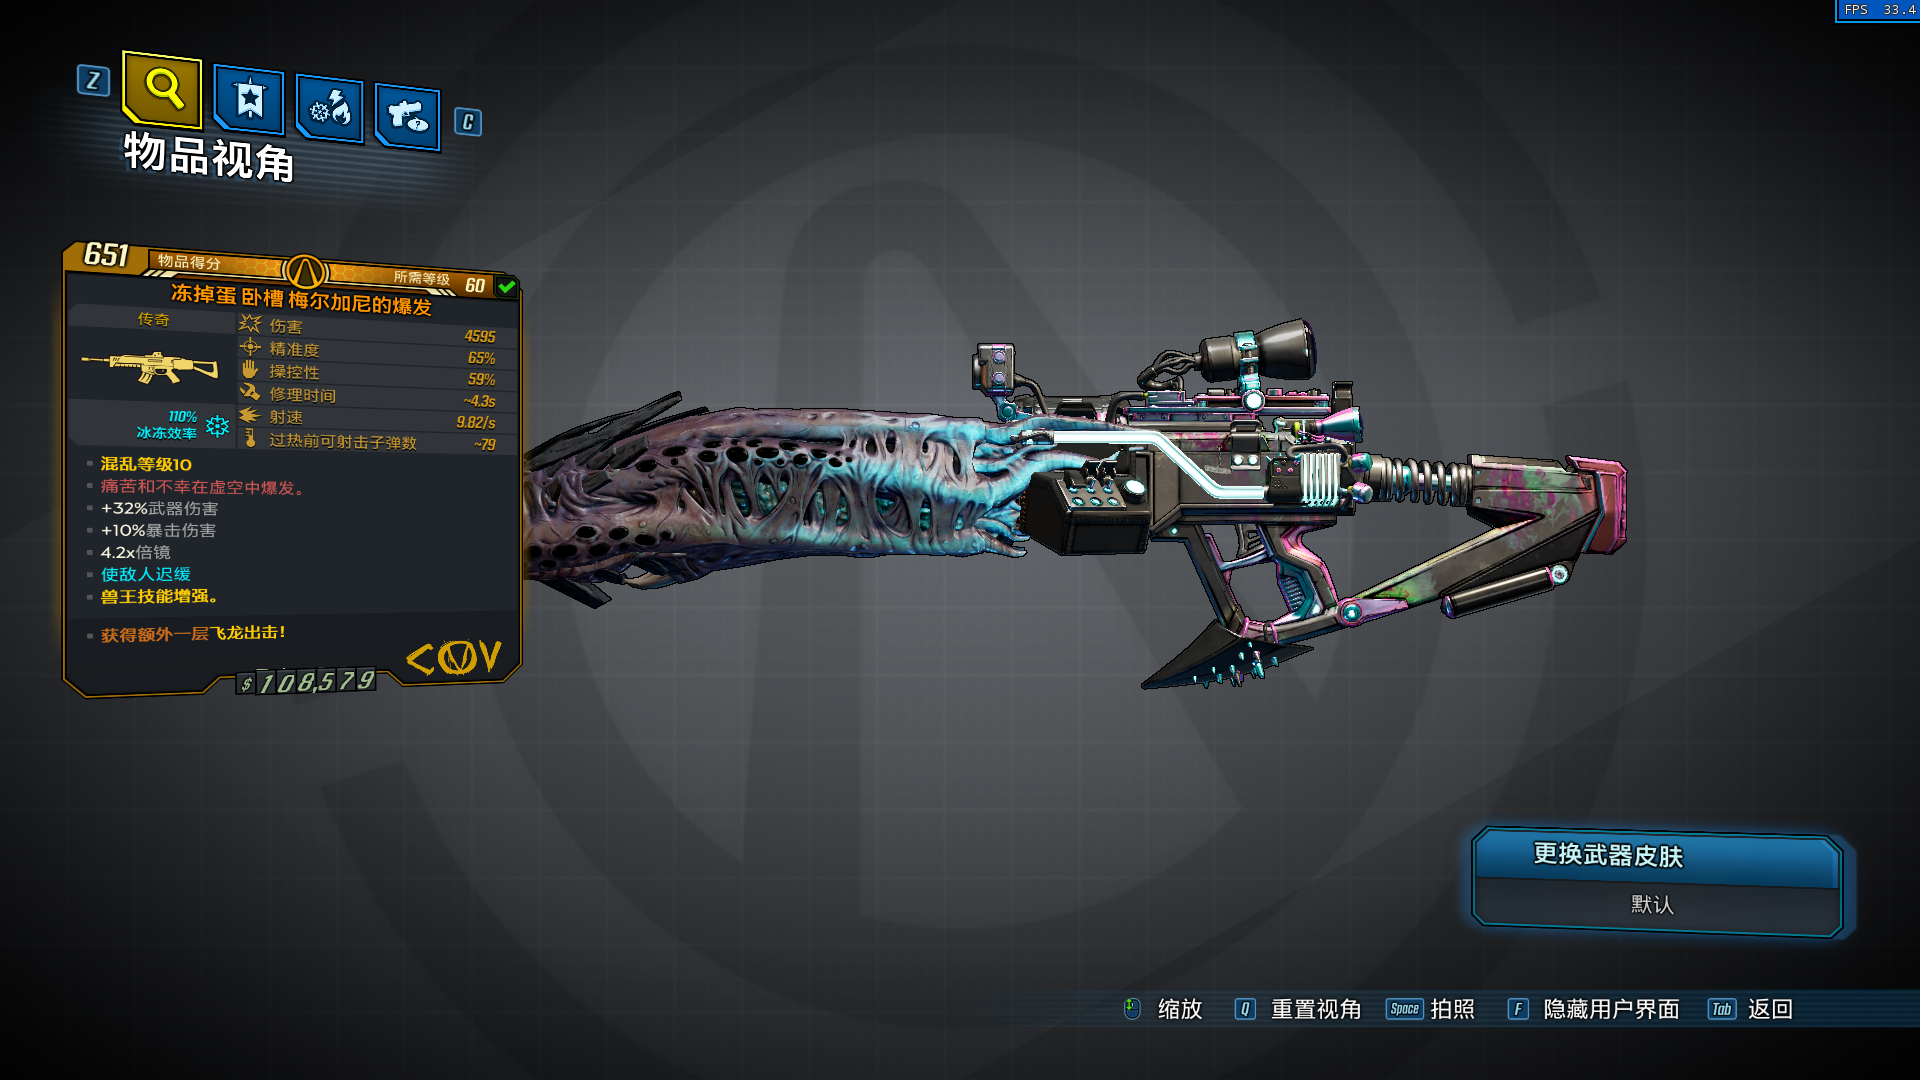 FPS 33.4
Z
C
物品视角
651 物品得分 所需等级 60
冻掉蛋 卧槽 梅尔加尼的爆发
传奇
伤害 4595
精准度 65%
操控性 59%
修理时间 ~4.3s
射速 9.82/s
过热前可射击子弹数 ~79
110%
冰冻效率
混乱等级10
痛苦和不幸在虚空中爆发。
+32%武器伤害
+10%暴击伤害
4.2x倍镜
使敌人迟缓
兽王技能增强。
获得额外一层飞龙出击!
COV
$108,579
更换武器皮肤
默认
缩放 Q 重置视角 Space 拍照 F 隐藏用户界面 Tab 返回